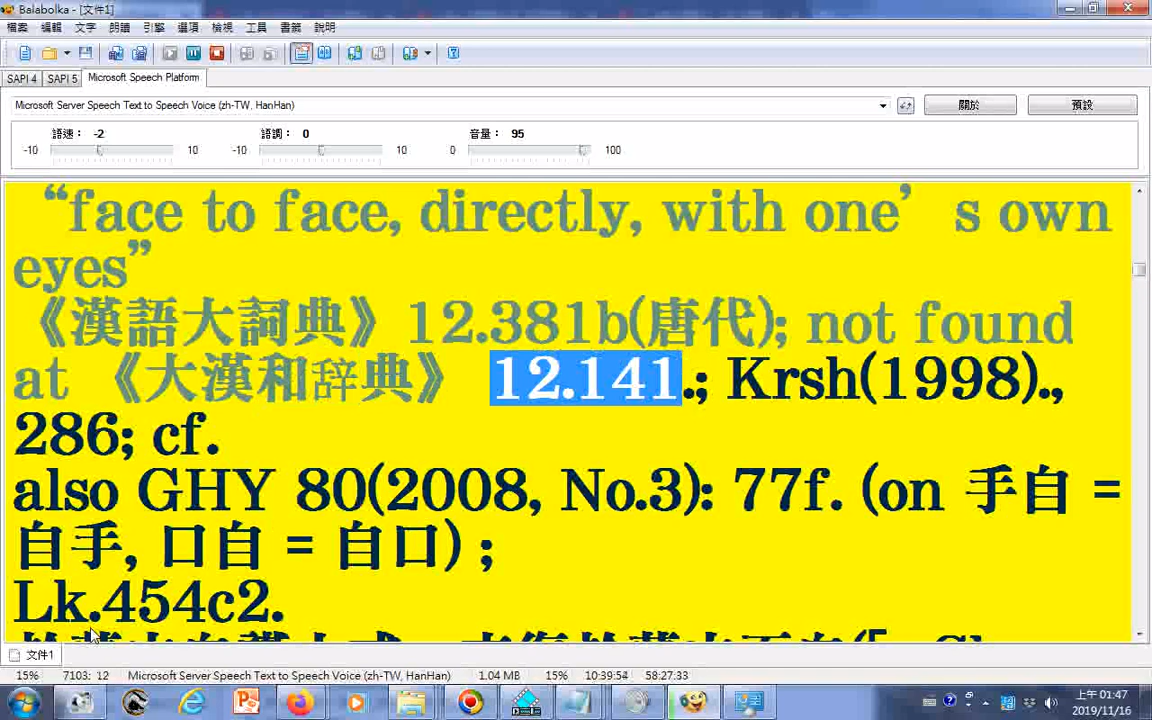 Balabolka - [文件1]
檔案 編輯 文字 朗讀 引擎 選項 檢視 工具 書籤 說明
SAPI 4 SAPI 5 Microsoft Speech Platform
Microsoft Server Speech Text to Speech Voice (zh-TW, HanHan) 關於 預設
語速： -2 語調： 0 音量： 95
-10 10 -10 10 0 100
“face to face, directly, with one’s own
eyes”
《漢語大詞典》12.381b(唐代); not found
at 《大漢和辞典》 12.141.; Krsh(1998).,
286; cf.
also GHY 80(2008, No.3): 77f. (on 手自 =
自手, 口自 = 自口) ;
Lk.454c2.
文件1
15% 7103: 12 Microsoft Server Speech Text to Speech Voice (zh-TW, HanHan) 1.04 MB 15% 10:39:54 58:27:33
上午 01:47
2019/11/16